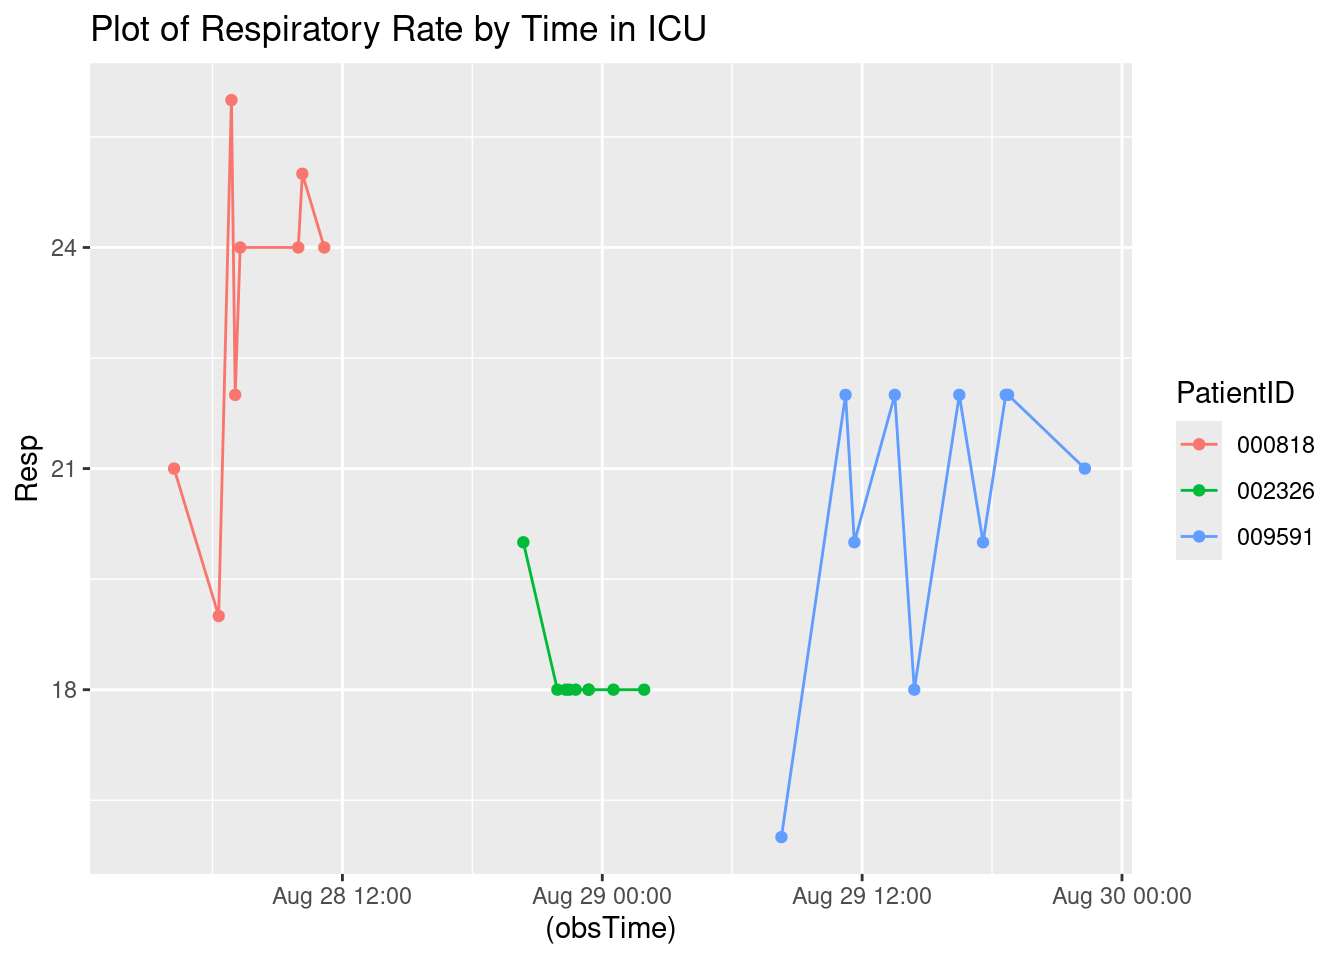 Plot of Respiratory Rate by Time in ICU
Resp
24
21
18
Aug 28 12:00
Aug 29 00:00
Aug 29 12:00
Aug 30 00:00
(obsTime)
PatientID
000818
002326
009591